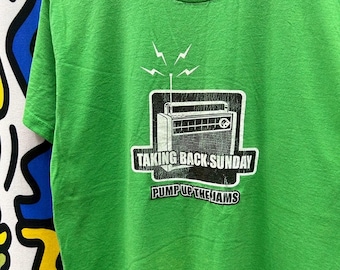 TAKING BACK SUNDAY
PUMP UP THE JAMS